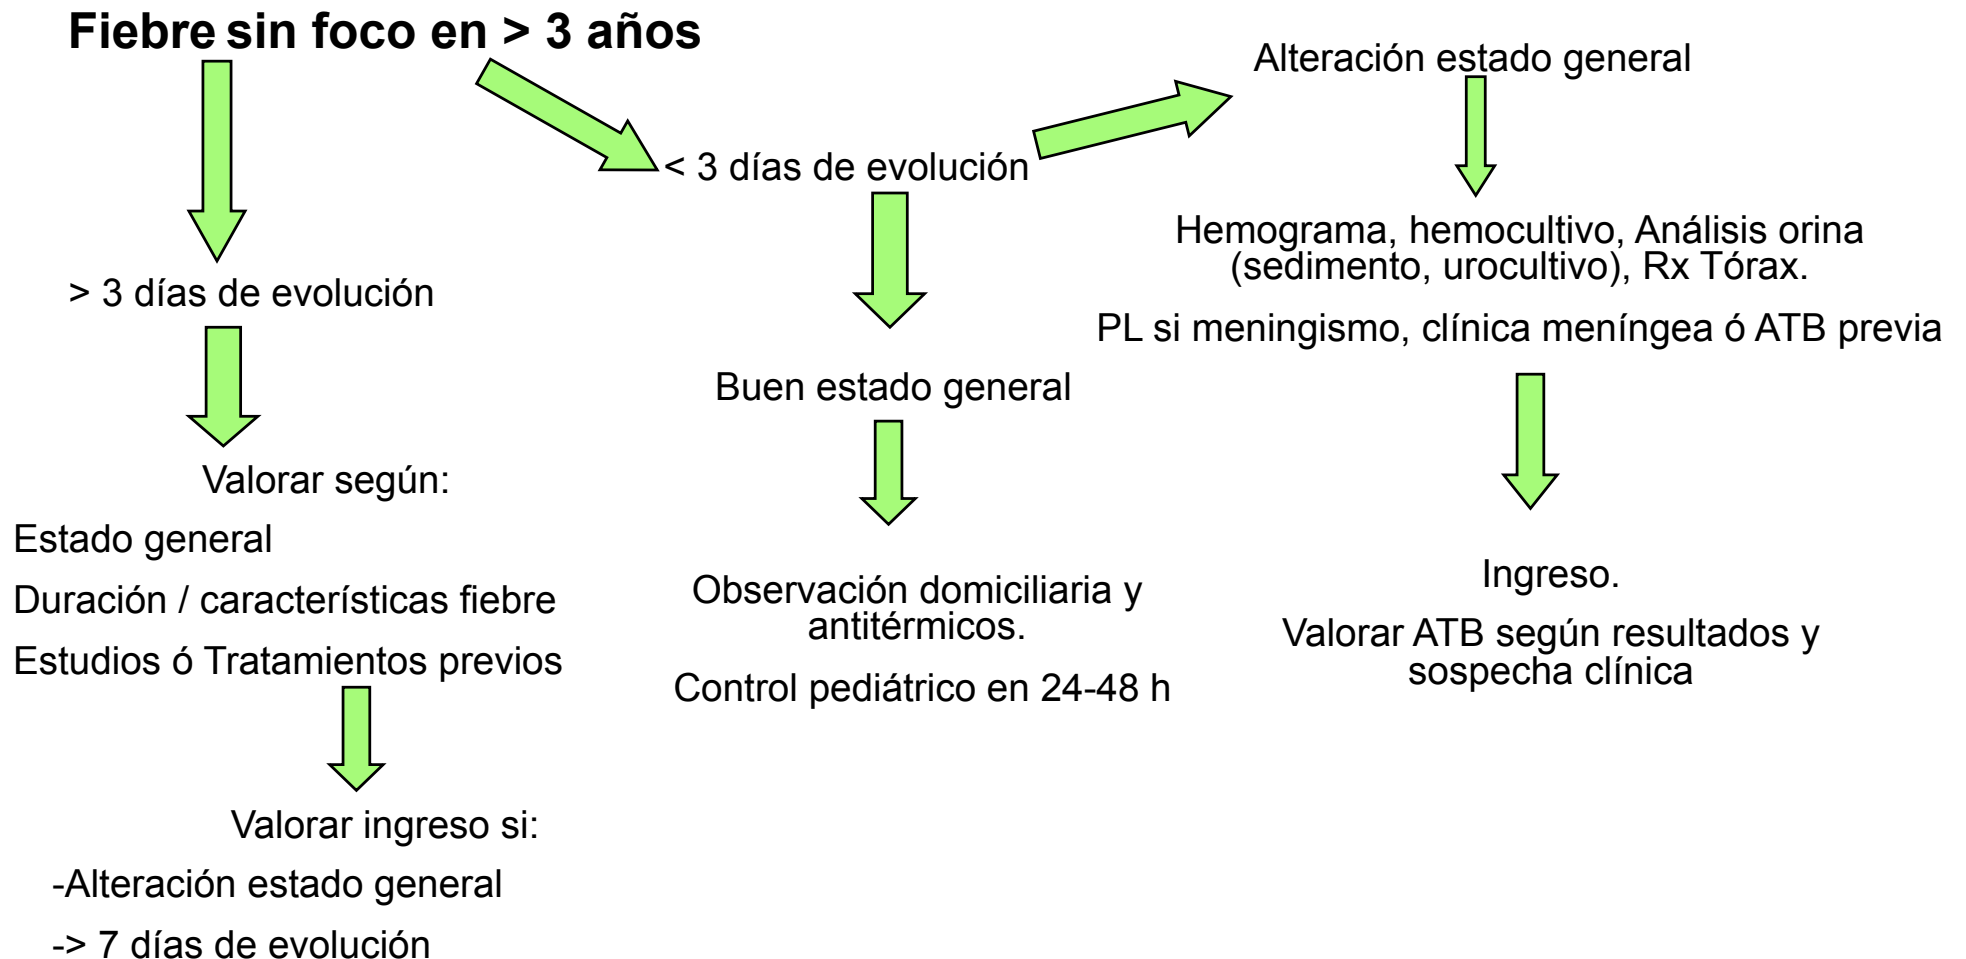 Fiebre sin foco en > 3 años
> 3 días de evolución
Valorar según:
Estado general
Duración / características fiebre
Estudios ó Tratamientos previos
Valorar ingreso si:
-Alteración estado general
-> 7 días de evolución
< 3 días de evolución
Buen estado general
Observación domiciliaria y
antitérmicos.
Control pediátrico en 24-48 h
Alteración estado general
Hemograma, hemocultivo, Análisis orina
(sedimento, urocultivo), Rx Tórax.
PL si meningismo, clínica meníngea ó ATB previa
Ingreso.
Valorar ATB según resultados y
sospecha clínica